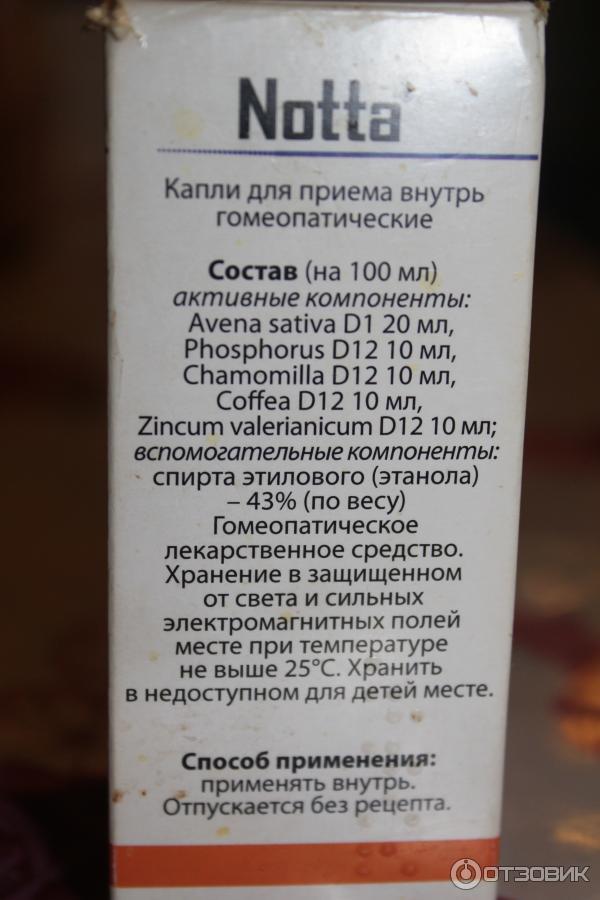 Notta
Капли для приема внутрь
гомеопатические
Состав (на 100 мл)
активные компоненты:
Avena sativa D1 20 мл,
Phosphorus D12 10 мл,
Chamomilla D12 10 мл,
Coffea D12 10 мл,
Zincum valerianicum D12 10 мл;
вспомогательные компоненты:
спирта этилового (этанола)
– 43% (по весу)
Гомеопатическое
лекарственное средство.
Хранение в защищенном
от света и сильных
электромагнитных полей
месте при температуре
не выше 25°C. Хранить
в недоступном для детей месте.
Способ применения:
применять внутрь.
Отпускается без рецепта.
ОТЗОВИК